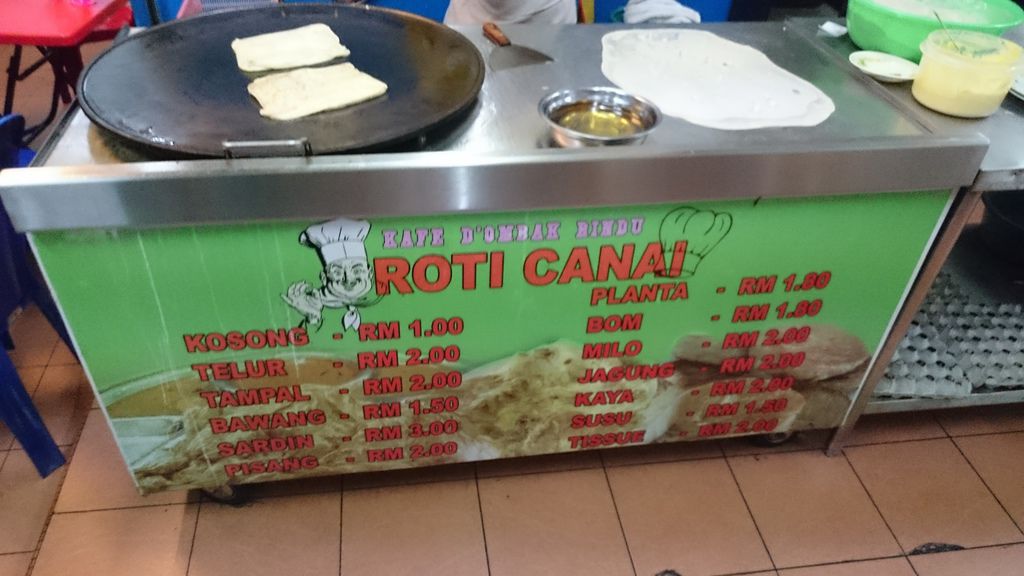 KAFE D'OMBAK RINDU
ROTI CANAI
KOSONG - RM 1.00
TELUR - RM 2.00
TAMPAL - RM 2.00
BAWANG - RM 1.50
SARDIN - RM 3.00
PISANG - RM 2.00
PLANTA - RM 1.80
BOM - RM 1.80
MILO - RM 2.00
JAGUNG - RM 2.00
KAYA - RM 2.00
SUSU - RM 1.50
TISSUE - RM 2.00